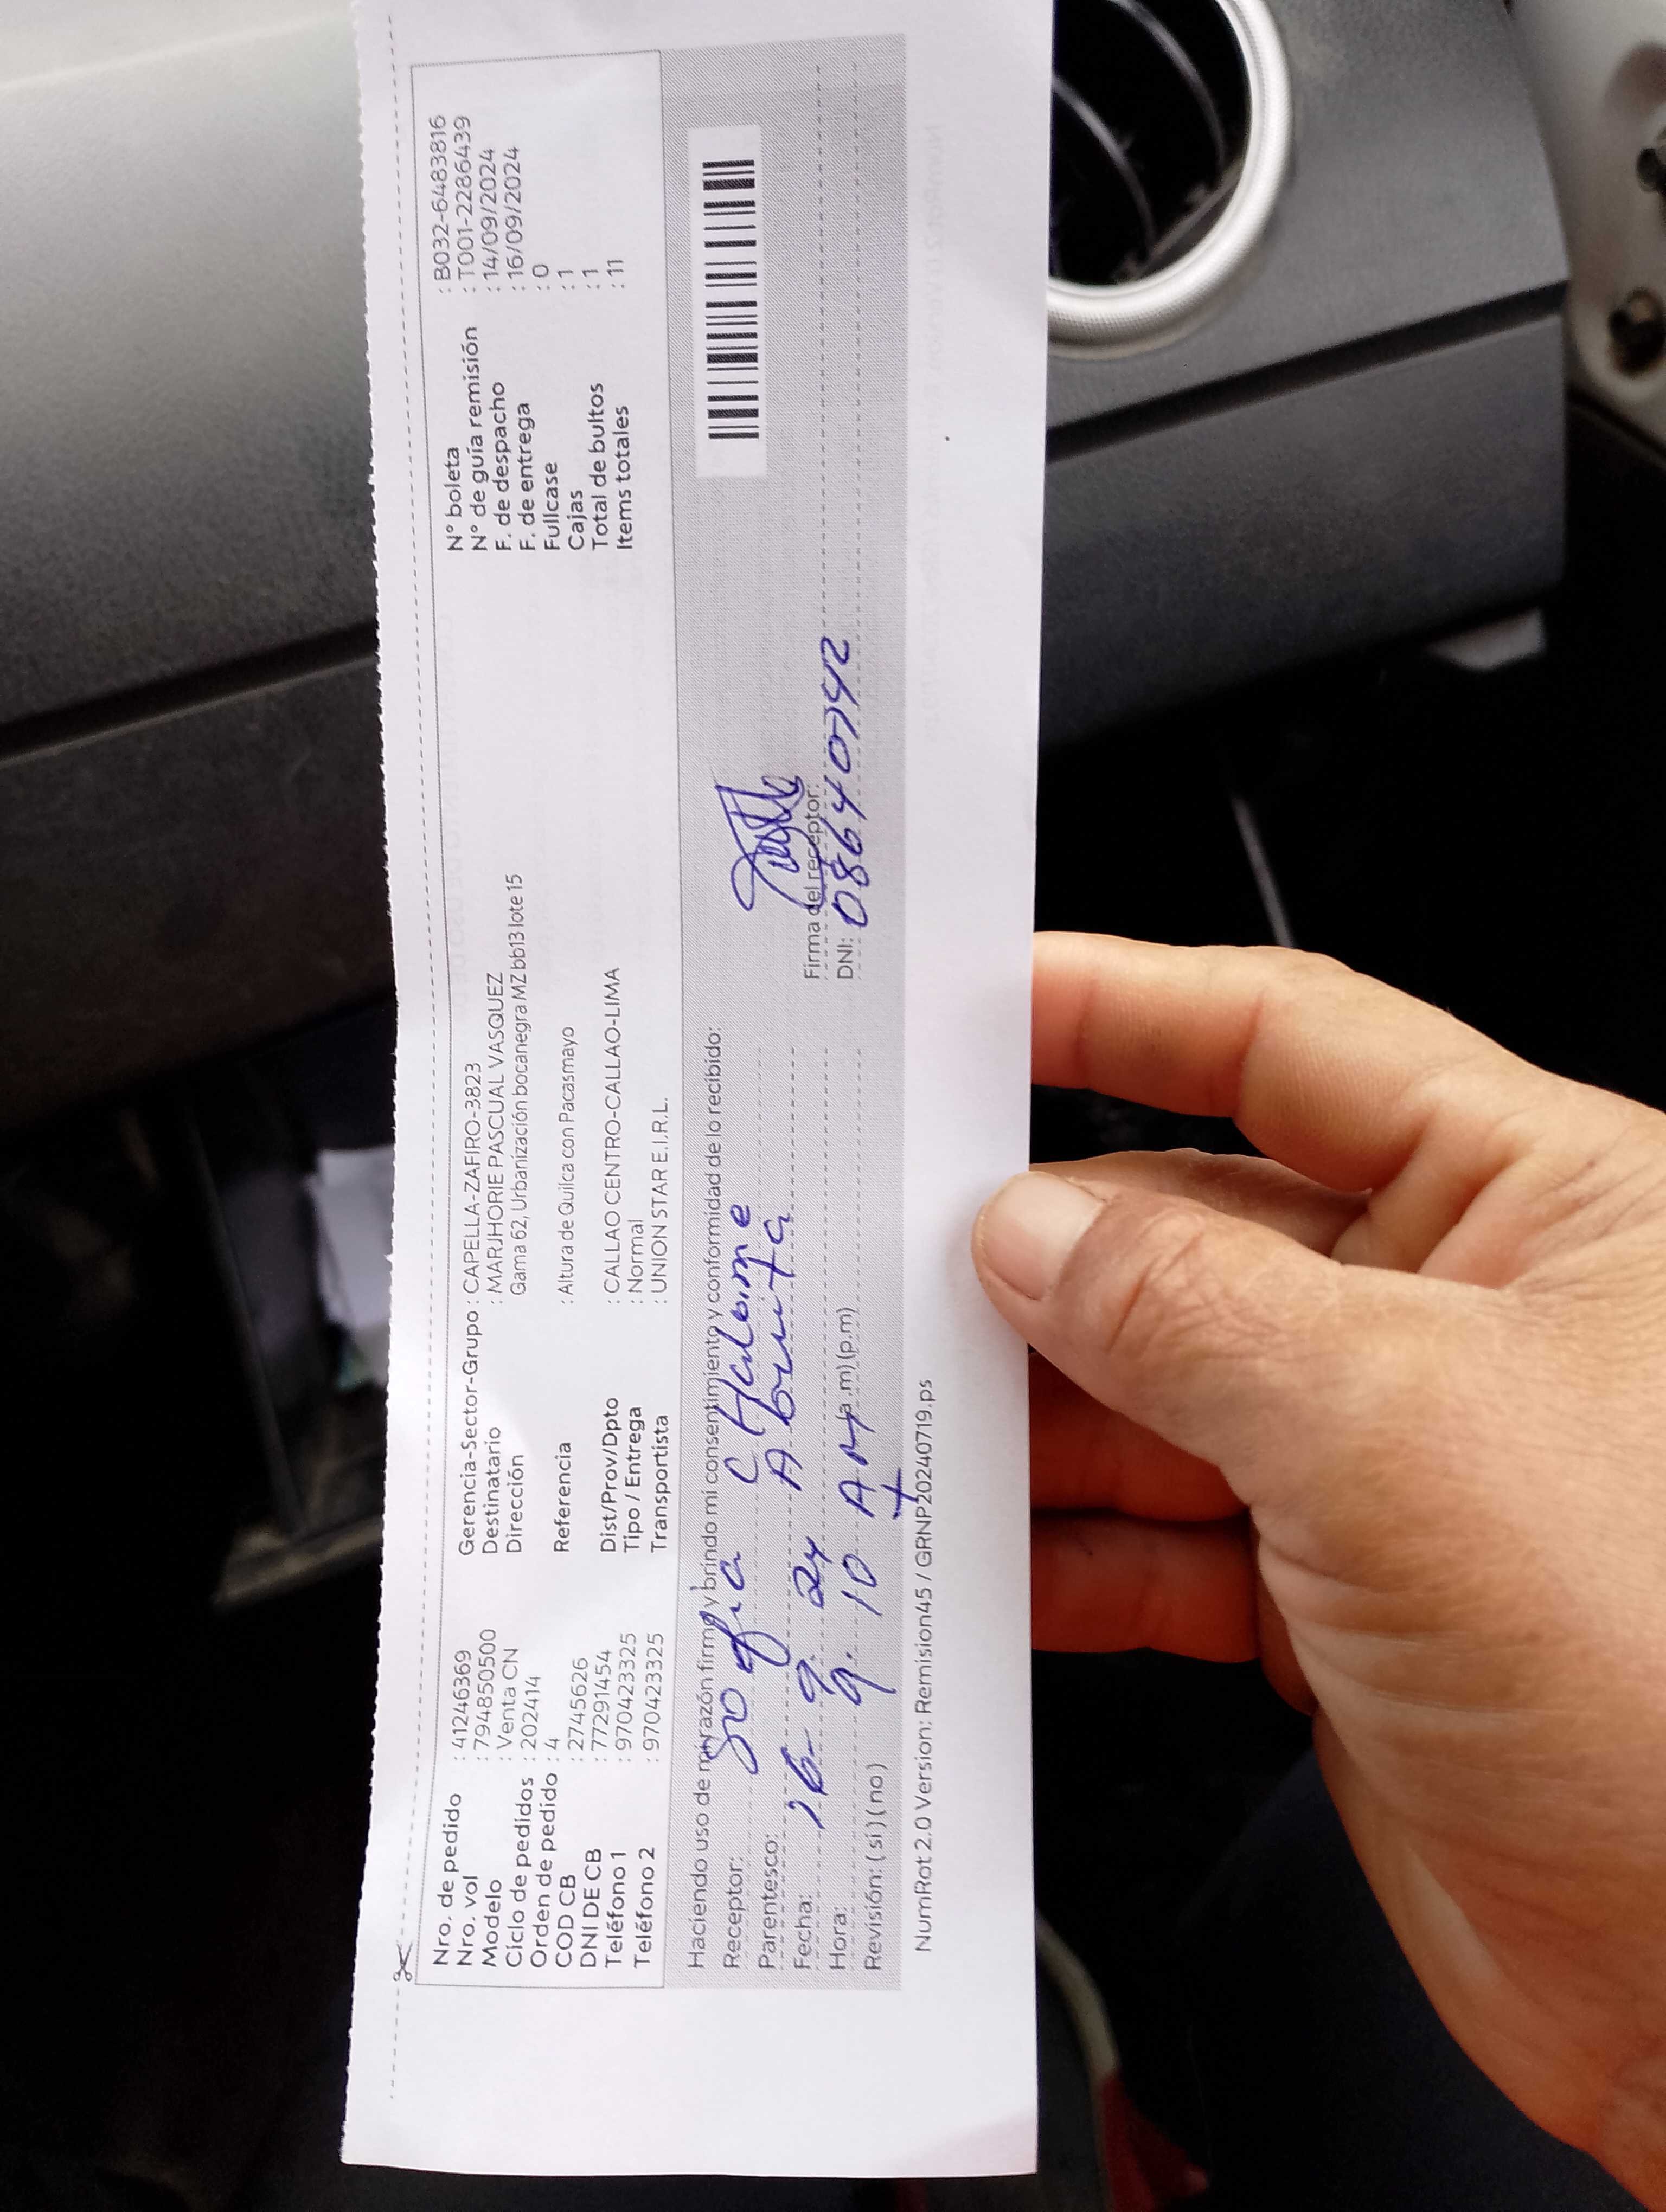 Nro. de pedido : 41246369
Nro. vol : 794850500
Modelo : Venta CN
Ciclo de pedidos : 202414
Orden de pedido : 4
COD CB : 2745626
DNI DE CB : 77291454
Teléfono 1 : 970423325
Teléfono 2 : 970423325
Gerencia-Sector-Grupo : CAPELLA-ZAFIRO-3823
Destinatario : MARJHORIE PASCUAL VASQUEZ
Dirección Gama 62, Urbanización bocanegra MZ bb13 lote 15
Referencia : Altura de Quilca con Pacasmayo
Dist/Prov/Dpto : CALLAO CENTRO-CALLAO-LIMA
Tipo / Entrega : Normal
Transportista : UNION STAR E.I.R.L.
N° boleta : B032-6483816
N° de guía remisión : T001-2286439
F. de despacho : 14/09/2024
F. de entrega : 16/09/2024
Fullcase : 0
Cajas : 1
Total de bultos : 1
Items totales : 11
Haciendo uso de mi razón firmo y brindo mi consentimiento y conformidad de lo recibido:
Receptor: Sofia
Parentesco: Abuita
Fecha: 16-9-24
Hora: 9.10 AM (a.m) (p.m)
Revisión: ( sí ) ( no )
Firma del receptor:
DNI: 08640742
NumRot 2.0 Version: Remision45 / GRNP20240719.ps